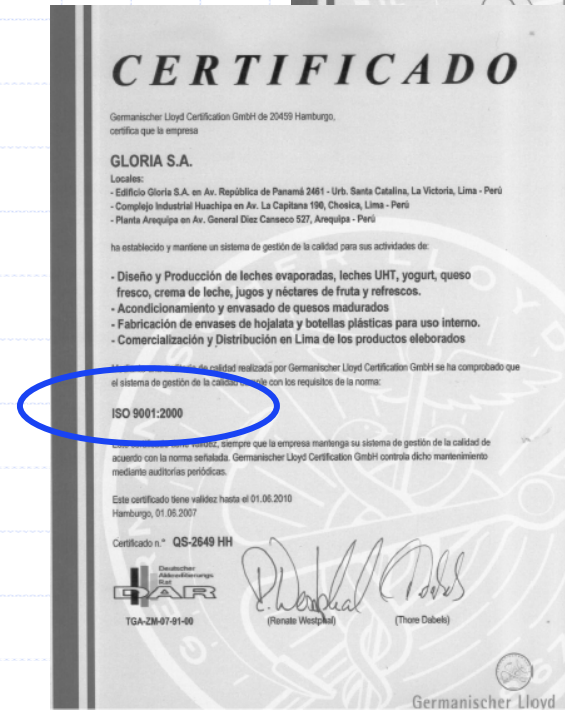 CERTIFICADO
Germanischer Lloyd Certification GmbH de 20459 Hamburgo,
certifica que la empresa
GLORIA S.A.
Locales:
- Edificio Gloria S.A. en Av. República de Panamá 2461 - Urb. Santa Catalina, La Victoria, Lima - Perú
- Complejo Industrial Huachipa en Av. La Capitana 190, Chosica, Lima - Perú
- Planta Arequipa en Av. General Diez Canseco 527, Arequipa - Perú
ha establecido y mantiene un sistema de gestión de la calidad para sus actividades de:
- Diseño y Producción de leches evaporadas, leches UHT, yogurt, queso
fresco, crema de leche, jugos y néctares de fruta y refrescos.
- Acondicionamiento y envasado de quesos madurados
- Fabricación de envases de hojalata y botellas plásticas para uso interno.
- Comercialización y Distribución en Lima de los productos eleborados
de calidad realizada por Germanischer Lloyd Certification GmbH se ha comprobado que
el sistema de gestión de la calidad cumple con los requisitos de la norma:
ISO 9001:2000
validez, siempre que la empresa mantenga su sistema de gestión de la calidad de
acuerdo con la norma señalada. Germanischer Lloyd Certification GmbH controla dicho mantenimiento
mediante auditorias periódicas.
Este certificado tiene validez hasta el 01.06.2010
Hamburgo, 01.06.2007
Certificado n.° QS-2649 HH
Deutscher
Akkreditierungs
Rat
DAR
TGA-ZM-07-91-00
(Renate Westphal)
(Thore Dabels)
Germanischer Lloyd